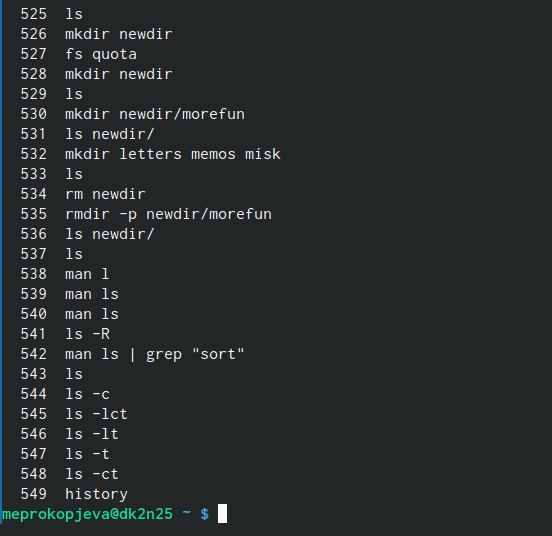 525 ls
526 mkdir newdir
527 fs quota
528 mkdir newdir
529 ls
530 mkdir newdir/morefun
531 ls newdir/
532 mkdir letters memos misk
533 ls
534 rm newdir
535 rmdir -p newdir/morefun
536 ls newdir/
537 ls
538 man l
539 man ls
540 man ls
541 ls -R
542 man ls | grep "sort"
543 ls
544 ls -c
545 ls -lct
546 ls -lt
547 ls -t
548 ls -ct
549 history
meprokopjeva@dk2n25 ~ $